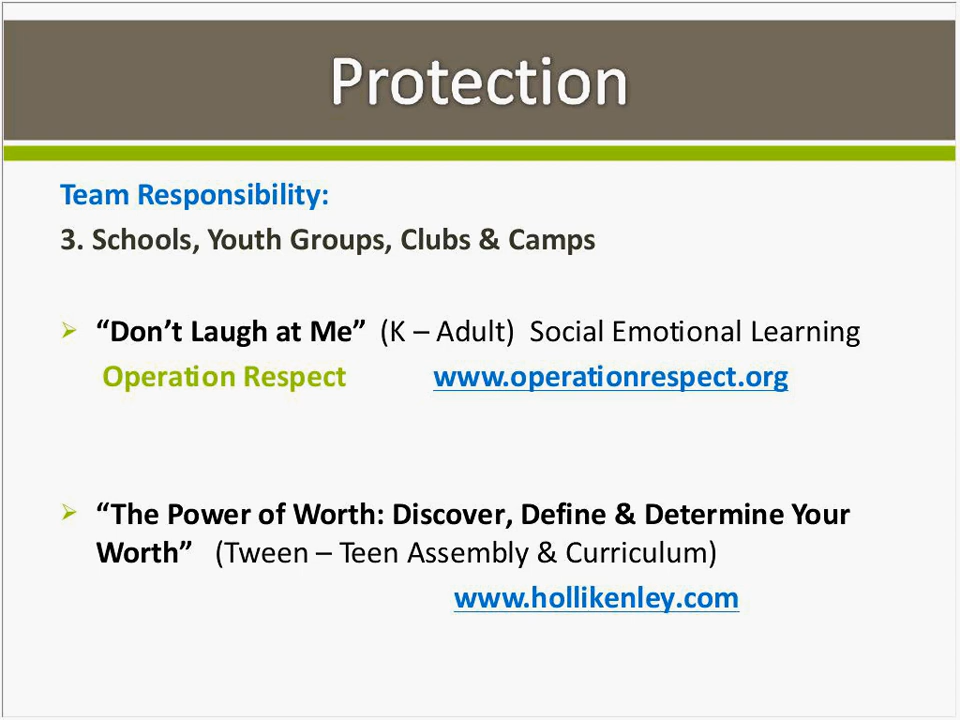 Protection
Team Responsibility:
3. Schools, Youth Groups, Clubs & Camps
“Don’t Laugh at Me” (K – Adult) Social Emotional Learning
Operation Respect www.operationrespect.org
“The Power of Worth: Discover, Define & Determine Your
Worth” (Tween – Teen Assembly & Curriculum)
www.hollikenley.com